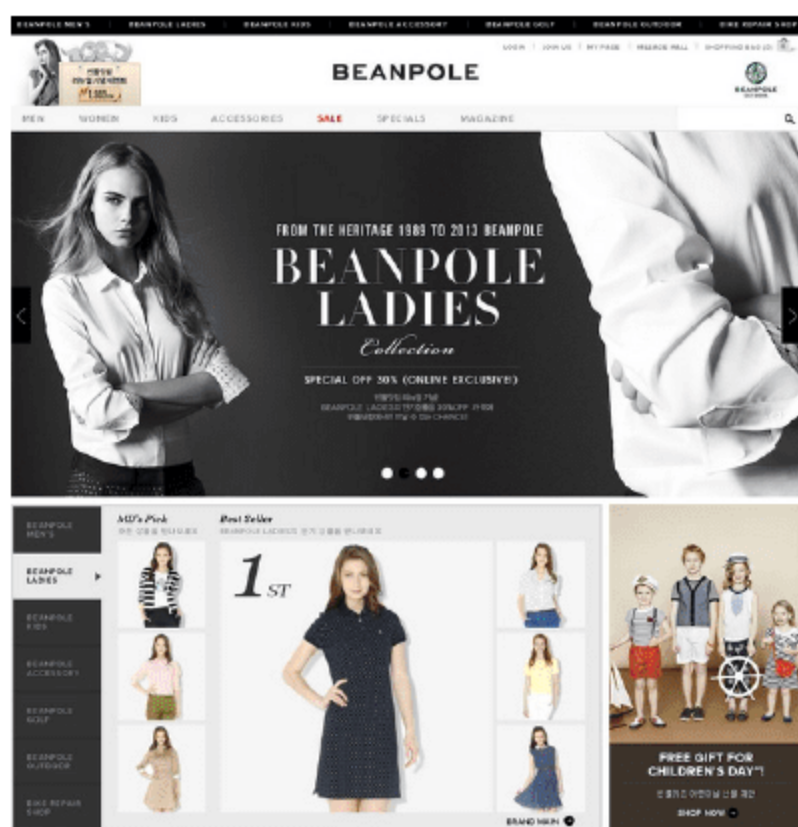 BEANPOLE MEN'S
BEANPOLE LADIES
BEANPOLE KIDS
BEANPOLE ACCESSORY
BEANPOLE GOLF
BEANPOLE OUTDOOR
BIKE REPAIR SHOP
LOGIN
JOIN US
MY PAGE
SHOPPING BAG (0)
BEANPOLE
BEANPOLE
MEN
WOMEN
KIDS
ACCESSORIES
SALE
SPECIALS
MAGAZINE
FROM THE HERITAGE 1989 TO 2013 BEANPOLE
BEANPOLE
LADIES
Collection
SPECIAL OFF 30% (ONLINE EXCLUSIVE!)
BEANPOLE
MEN'S
BEANPOLE
LADIES
BEANPOLE
KIDS
BEANPOLE
ACCESSORY
BEANPOLE
GOLF
BEANPOLE
OUTDOOR
BIKE REPAIR
SHOP
MD's Pick
Best Seller
1ST
BRAND MAIN
FREE GIFT FOR
CHILDREN'S DAY"!
SHOP NOW